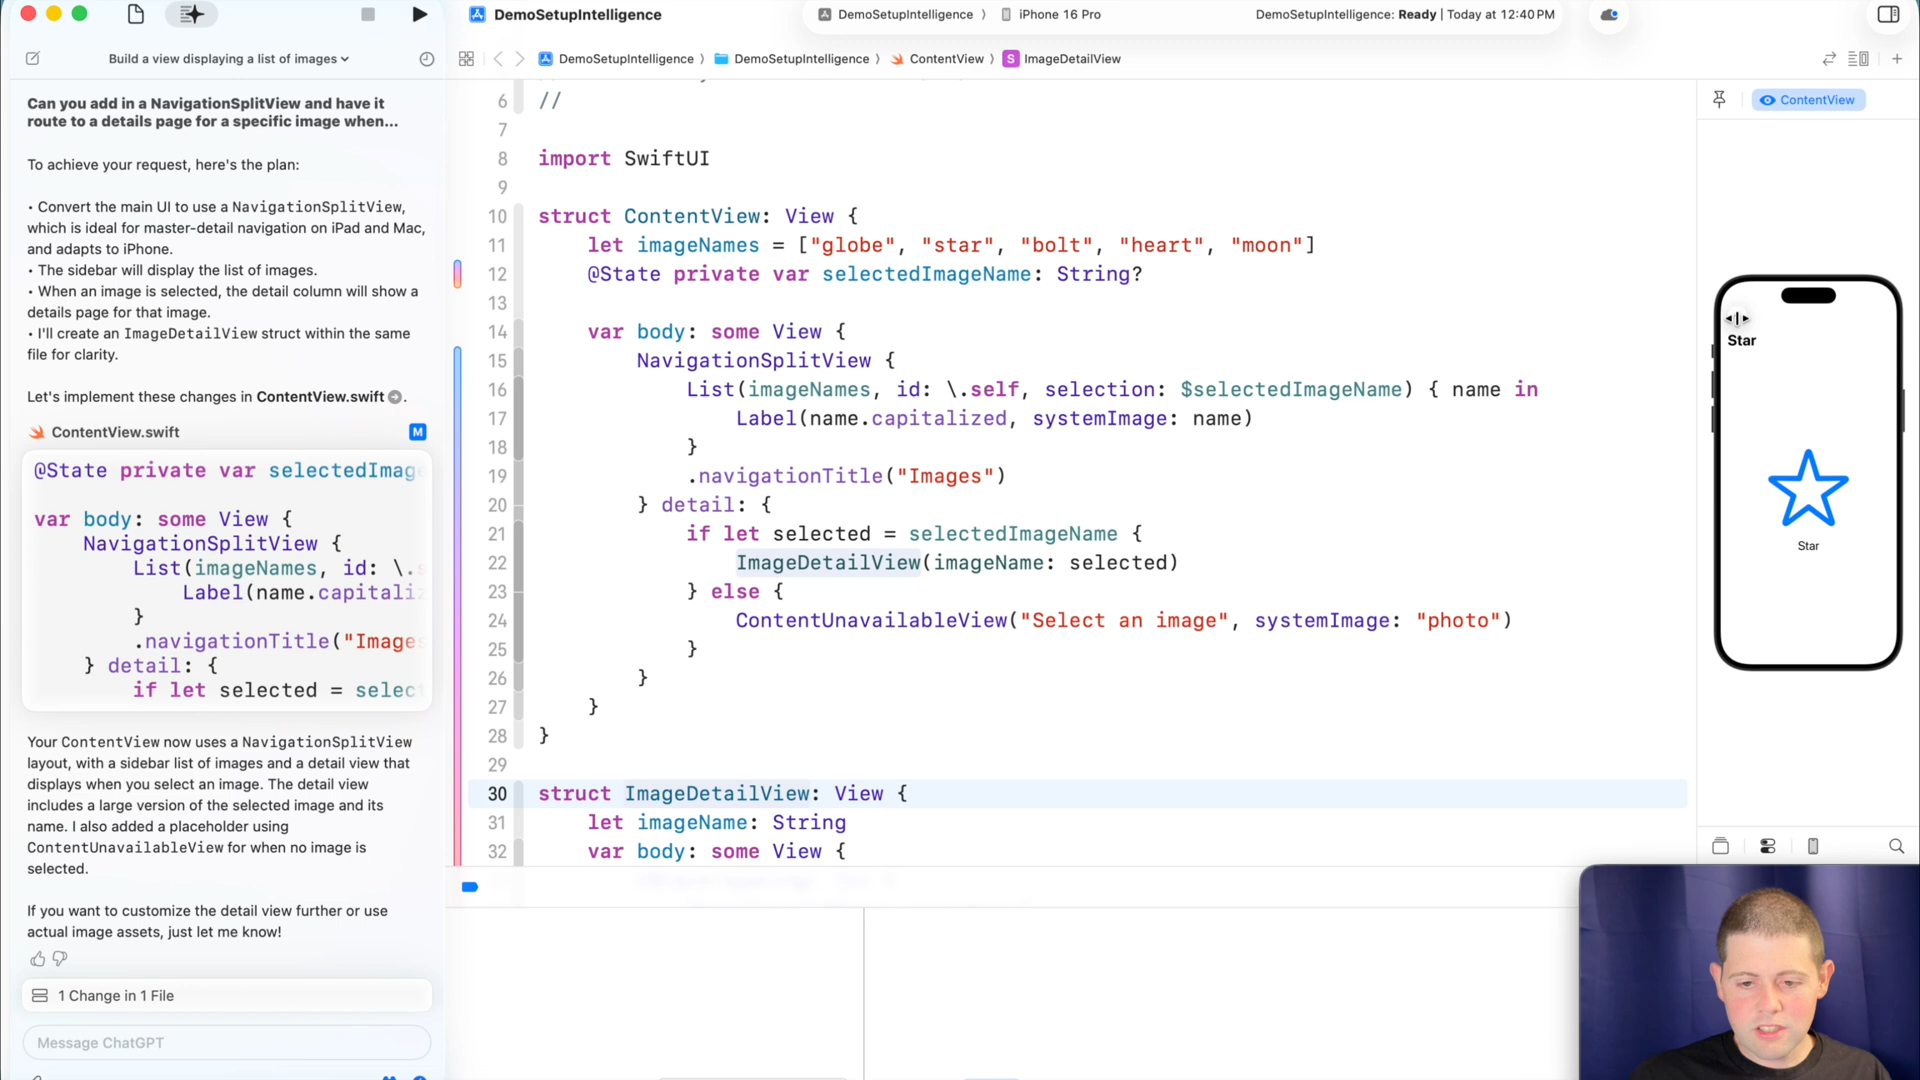 DemoSetupIntelligence
DemoSetupIntelligence
iPhone 16 Pro
DemoSetupIntelligence: Ready | Today at 12:40 PM
Build a view displaying a list of images
DemoSetupIntelligence
DemoSetupIntelligence
ContentView
S ImageDetailView
Can you add in a NavigationSplitView and have it
route to a details page for a specific image when...
To achieve your request, here's the plan:
• Convert the main UI to use a NavigationSplitView,
which is ideal for master-detail navigation on iPad and Mac,
and adapts to iPhone.
• The sidebar will display the list of images.
• When an image is selected, the detail column will show a
details page for that image.
• I'll create an ImageDetailView struct within the same
file for clarity.
Let's implement these changes in ContentView.swift.
ContentView.swift
M
@State private var selectedImag
var body: some View {
NavigationSplitView {
List(imageNames, id: \.s
Label(name.capitali
}
.navigationTitle("Images
} detail: {
if let selected = selec
Your ContentView now uses a NavigationSplitView
layout, with a sidebar list of images and a detail view that
displays when you select an image. The detail view
includes a large version of the selected image and its
name. I also added a placeholder using
ContentUnavailableView for when no image is
selected.
If you want to customize the detail view further or use
actual image assets, just let me know!
1 Change in 1 File
Message ChatGPT
6 //
7
8 import SwiftUI
9
10 struct ContentView: View {
11 let imageNames = ["globe", "star", "bolt", "heart", "moon"]
12 @State private var selectedImageName: String?
13
14 var body: some View {
15 NavigationSplitView {
16 List(imageNames, id: \.self, selection: $selectedImageName) { name in
17 Label(name.capitalized, systemImage: name)
18 }
19 .navigationTitle("Images")
20 } detail: {
21 if let selected = selectedImageName {
22 ImageDetailView(imageName: selected)
23 } else {
24 ContentUnavailableView("Select an image", systemImage: "photo")
25 }
26 }
27 }
28 }
29
30 struct ImageDetailView: View {
31 let imageName: String
32 var body: some View {
ContentView
Star
Star